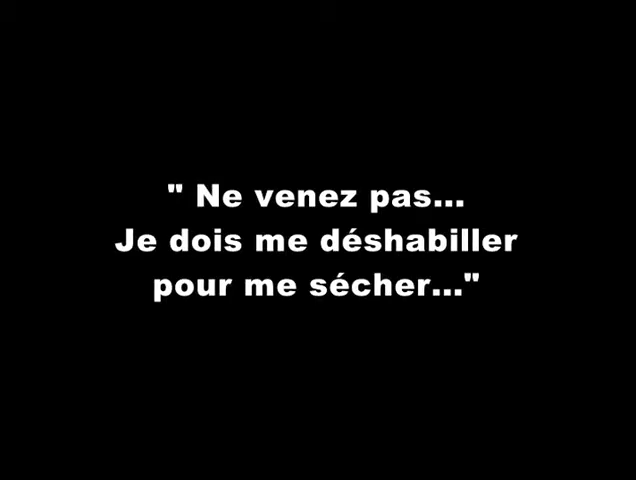 " Ne venez pas...
Je dois me déshabiller
pour me sécher..."